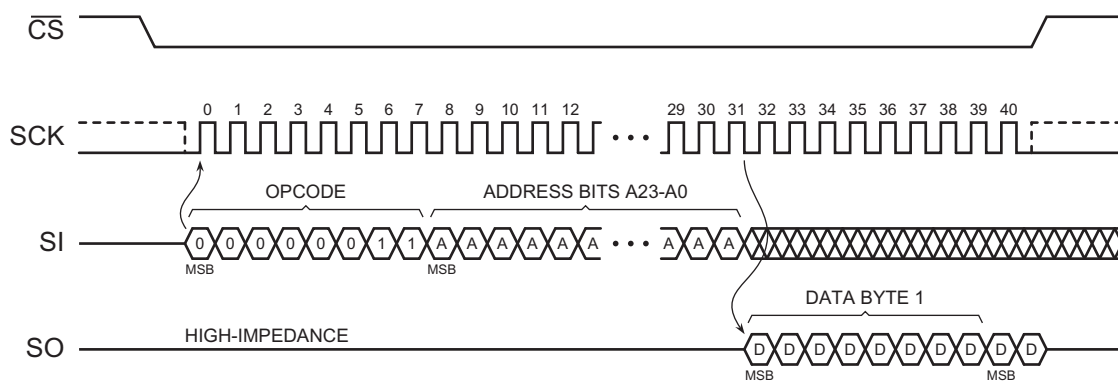 CS
0 1 2 3 4 5 6 7 8 9 10 11 12 29 30 31 32 33 34 35 36 37 38 39 40
SCK
OPCODE ADDRESS BITS A23-A0
SI 0 0 0 0 0 0 1 1 A A A A A A A A A
MSB MSB
DATA BYTE 1
HIGH-IMPEDANCE
SO D D D D D D D D D D
MSB MSB